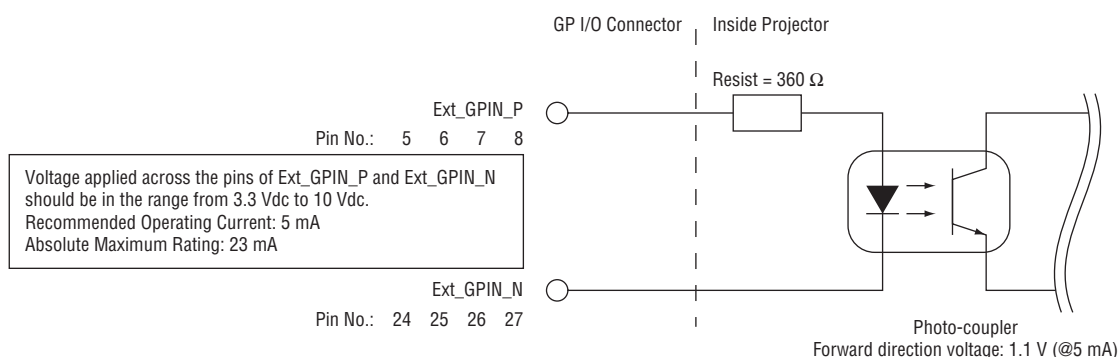 GP I/O Connector
Inside Projector
Resist = 360 Ω
Ext_GPIN_P
Pin No.: 5 6 7 8
Voltage applied across the pins of Ext_GPIN_P and Ext_GPIN_N
should be in the range from 3.3 Vdc to 10 Vdc.
Recommended Operating Current: 5 mA
Absolute Maximum Rating: 23 mA
Ext_GPIN_N
Pin No.: 24 25 26 27
Photo-coupler
Forward direction voltage: 1.1 V (@5 mA)